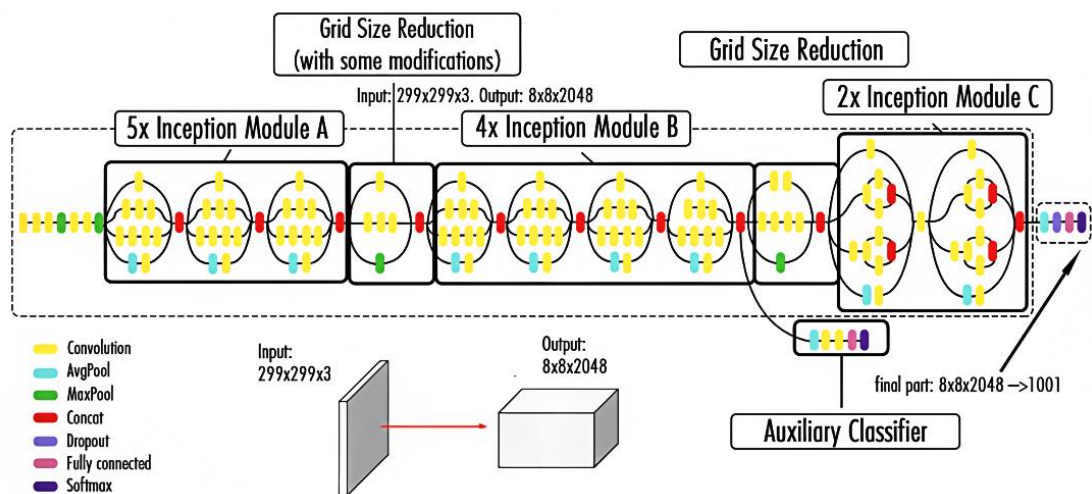 Grid Size Reduction
(with some modifications)
Grid Size Reduction
Input: 299x299x3. Output: 8x8x2048
5x Inception Module A
4x Inception Module B
2x Inception Module C
Convolution
AvgPool
MaxPool
Concat
Dropout
Fully connected
Softmax
Input:
299x299x3
Output:
8x8x2048
final part: 8x8x2048 —>1001
Auxiliary Classifier